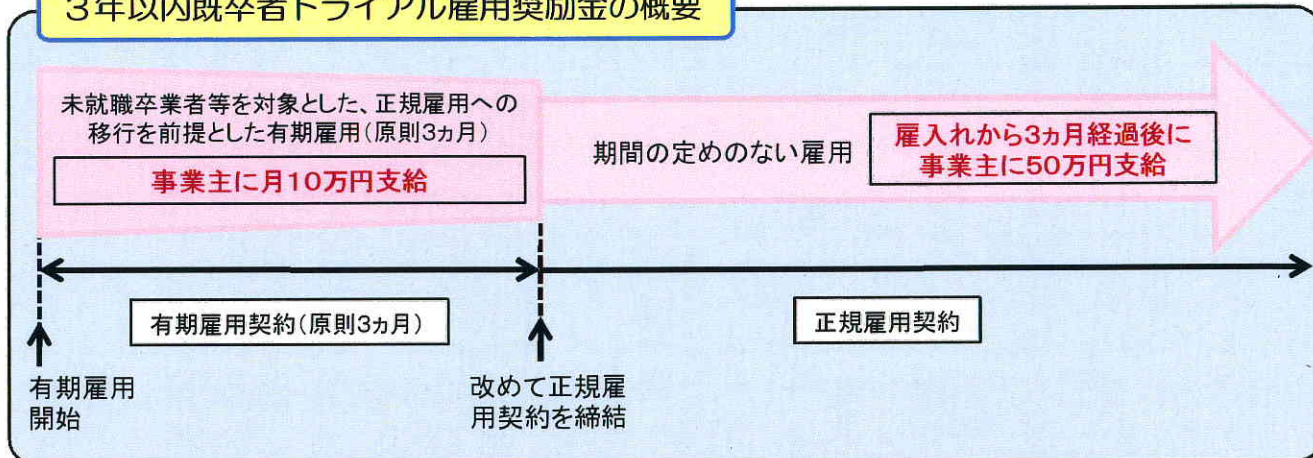 3年以内既卒者トライアル雇用奨励金の概要
未就職卒業者等を対象とした、正規雇用への
移行を前提とした有期雇用(原則3ヵ月)
事業主に月10万円支給
期間の定めのない雇用
雇入れから3ヵ月経過後に
事業主に50万円支給
有期雇用契約(原則3ヵ月)
正規雇用契約
有期雇用
開始
改めて正規雇
用契約を締結